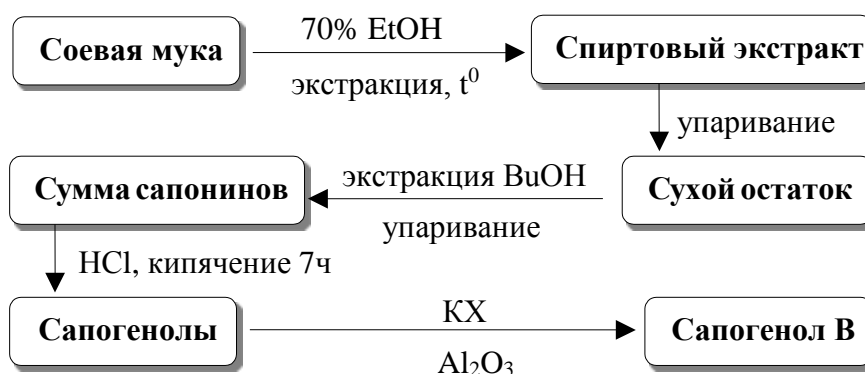 Соевая мука
70% EtOH
экстракция, t⁰
Спиртовый экстракт
упаривание
Сухой остаток
экстракция BuOH
упаривание
Сумма сапонинов
HCl, кипячение 7ч
Сапогенолы
КХ
Al₂O₃
Сапогенол В